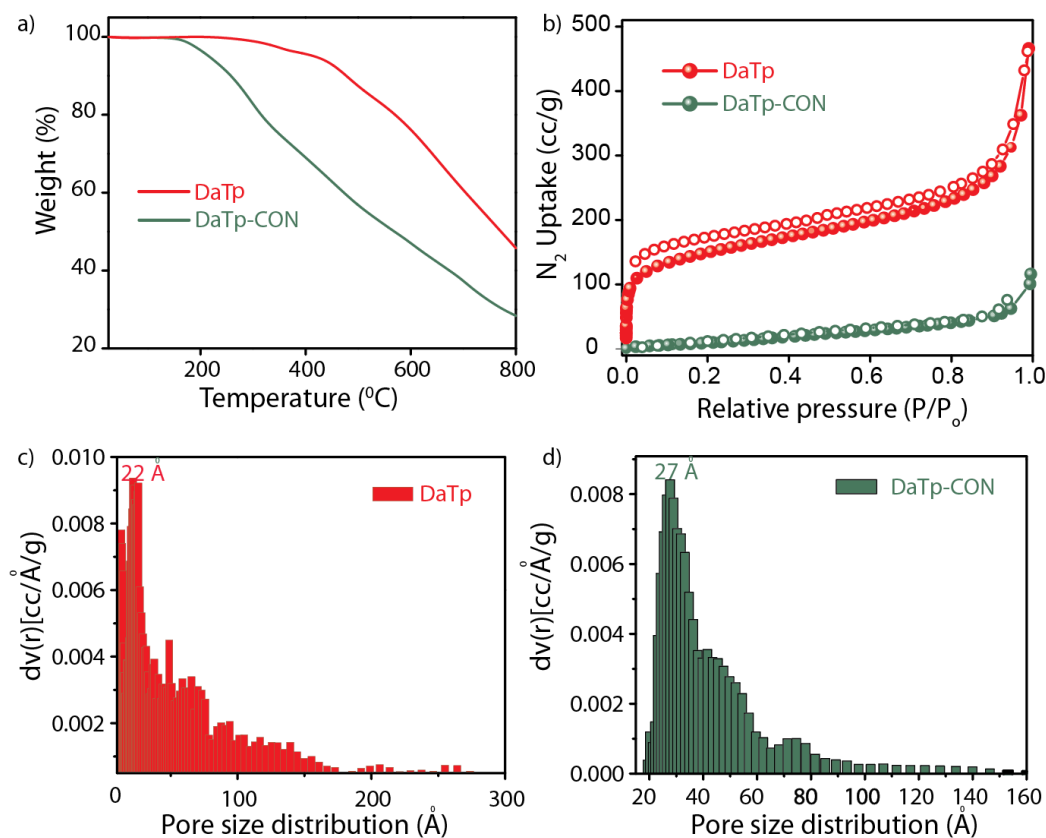 a)
100
80
60
40
20
Weight (%)
DaTp
DaTp-CON
0 200 400 600 800
Temperature (⁰C)
b)
500
400
300
200
100
0
N₂ Uptake (cc/g)
DaTp
DaTp-CON
0.0 0.2 0.4 0.6 0.8 1.0
Relative pressure (P/Pₒ)
c)
0.010
0.008
0.006
0.004
0.002
dv(r)[cc/Å/g)
22 Å
DaTp
0 100 200 300
Pore size distribution (Å)
d)
0.008
0.006
0.004
0.002
0.000
dv(r)[cc/Å/g)
27 Å
DaTp-CON
20 40 60 80 100 120 140 160
Pore size distribution (Å)